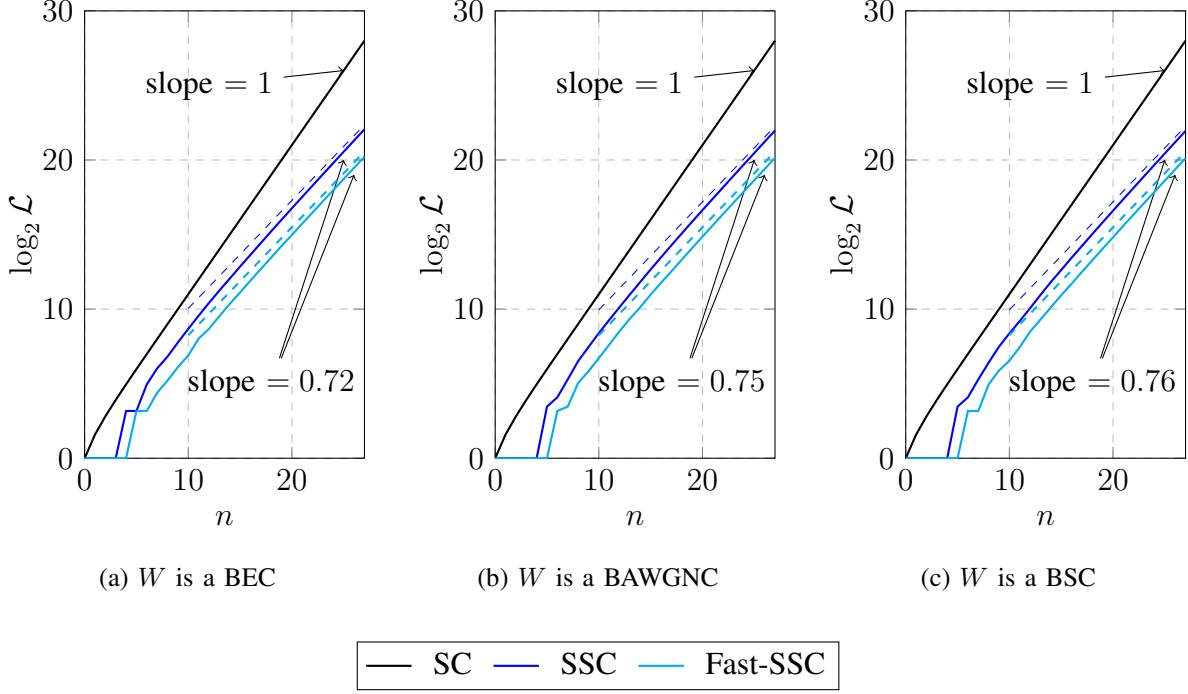 30
20
10
0
log₂ ℒ
slope = 1
slope = 0.72
0 10 20
n
(a) W is a BEC
30
20
10
0
log₂ ℒ
slope = 1
slope = 0.75
0 10 20
n
(b) W is a BAWGNC
30
20
10
0
log₂ ℒ
slope = 1
slope = 0.76
0 10 20
n
(c) W is a BSC
SC SSC Fast-SSC